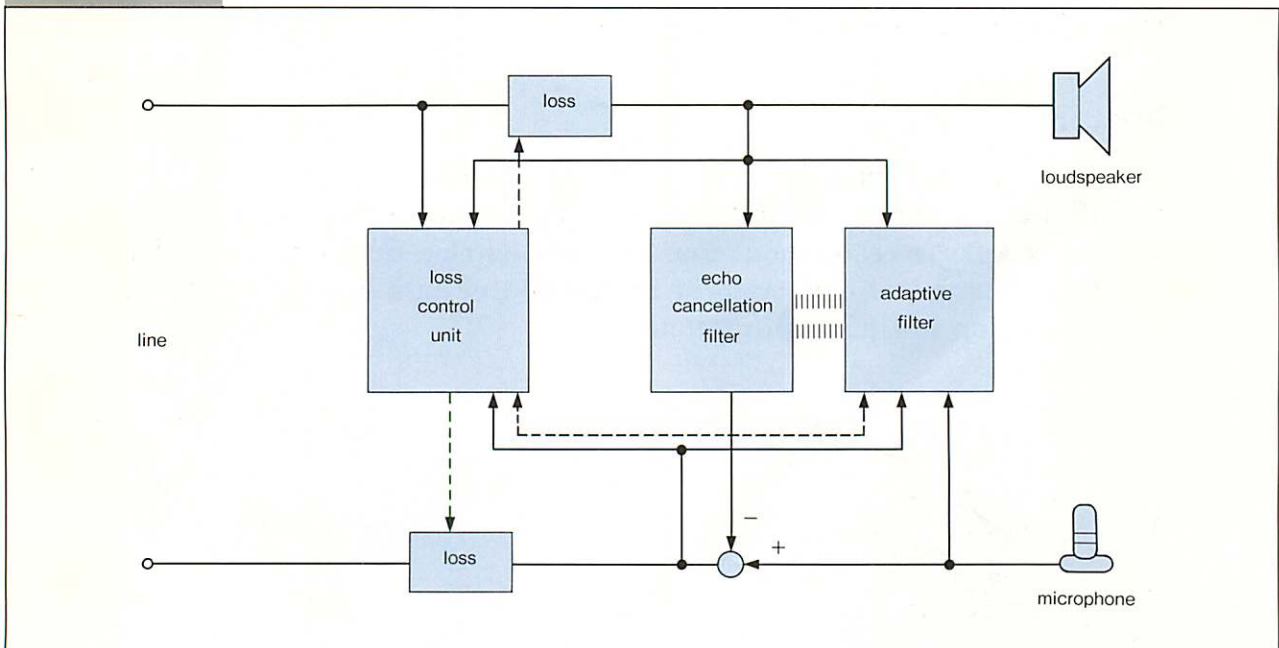 loss
loudspeaker
loss
control
unit
echo
cancellation
filter
adaptive
filter
line
−
+
loss
microphone